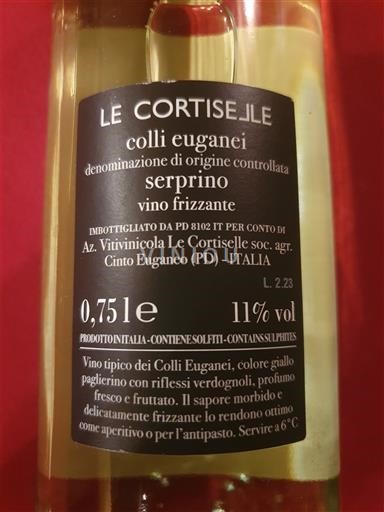 LE CORTISELLE
colli euganei
denominazione di origine controllata
serprino
vino frizzante
IMBOTTIGLIATO DA PD 8102 IT PER CONTO DI
Az. Vitivinicola Le Cortiselle soc. agr.
Cinto Euganeo (PD) - ITALIA
VINIOU
L. 2.23
0,75 l e 11% vol
PRODOTTO IN ITALIA - CONTIENE SOLFITI - CONTAINS SULPHITES
Vino tipico dei Colli Euganei, colore giallo
paglierino con riflessi verdognoli, profumo
fresco e fruttato. Il sapore morbido e
delicatamente frizzante lo rendono ottimo
come aperitivo o per l'antipasto. Servire a 6°C